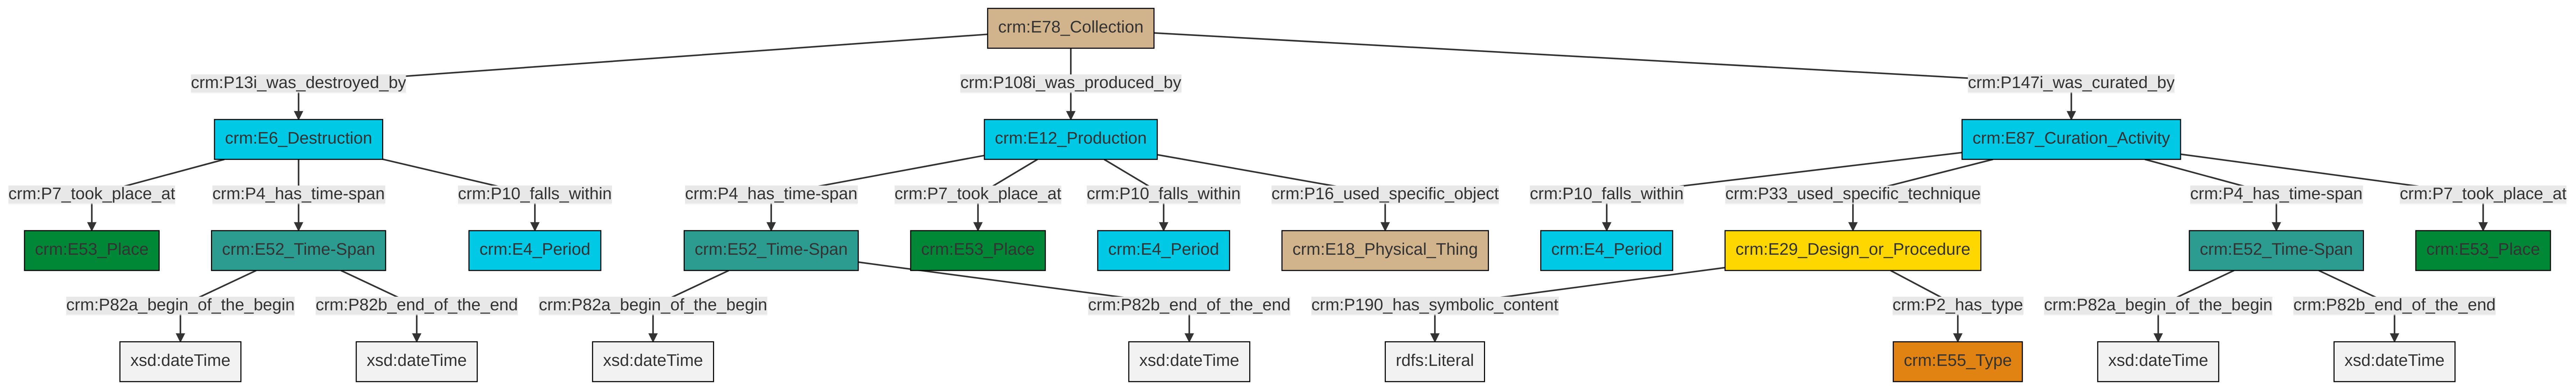 crm:E78_Collection
crm:P13i_was_destroyed_by
crm:P108i_was_produced_by
crm:P147i_was_curated_by
crm:E6_Destruction
crm:E12_Production
crm:E87_Curation_Activity
crm:P7_took_place_at
crm:P4_has_time-span
crm:P10_falls_within
crm:P4_has_time-span
crm:P7_took_place_at
crm:P10_falls_within
crm:P16_used_specific_object
crm:P10_falls_within
crm:P33_used_specific_technique
crm:P4_has_time-span
crm:P7_took_place_at
crm:E53_Place
crm:E52_Time-Span
crm:E4_Period
crm:E52_Time-Span
crm:E53_Place
crm:E4_Period
crm:E18_Physical_Thing
crm:E4_Period
crm:E29_Design_or_Procedure
crm:E52_Time-Span
crm:E53_Place
crm:P82a_begin_of_the_begin
crm:P82b_end_of_the_end
crm:P82a_begin_of_the_begin
crm:P82b_end_of_the_end
crm:P190_has_symbolic_content
crm:P2_has_type
crm:P82a_begin_of_the_begin
crm:P82b_end_of_the_end
xsd:dateTime
xsd:dateTime
xsd:dateTime
xsd:dateTime
rdfs:Literal
crm:E55_Type
xsd:dateTime
xsd:dateTime